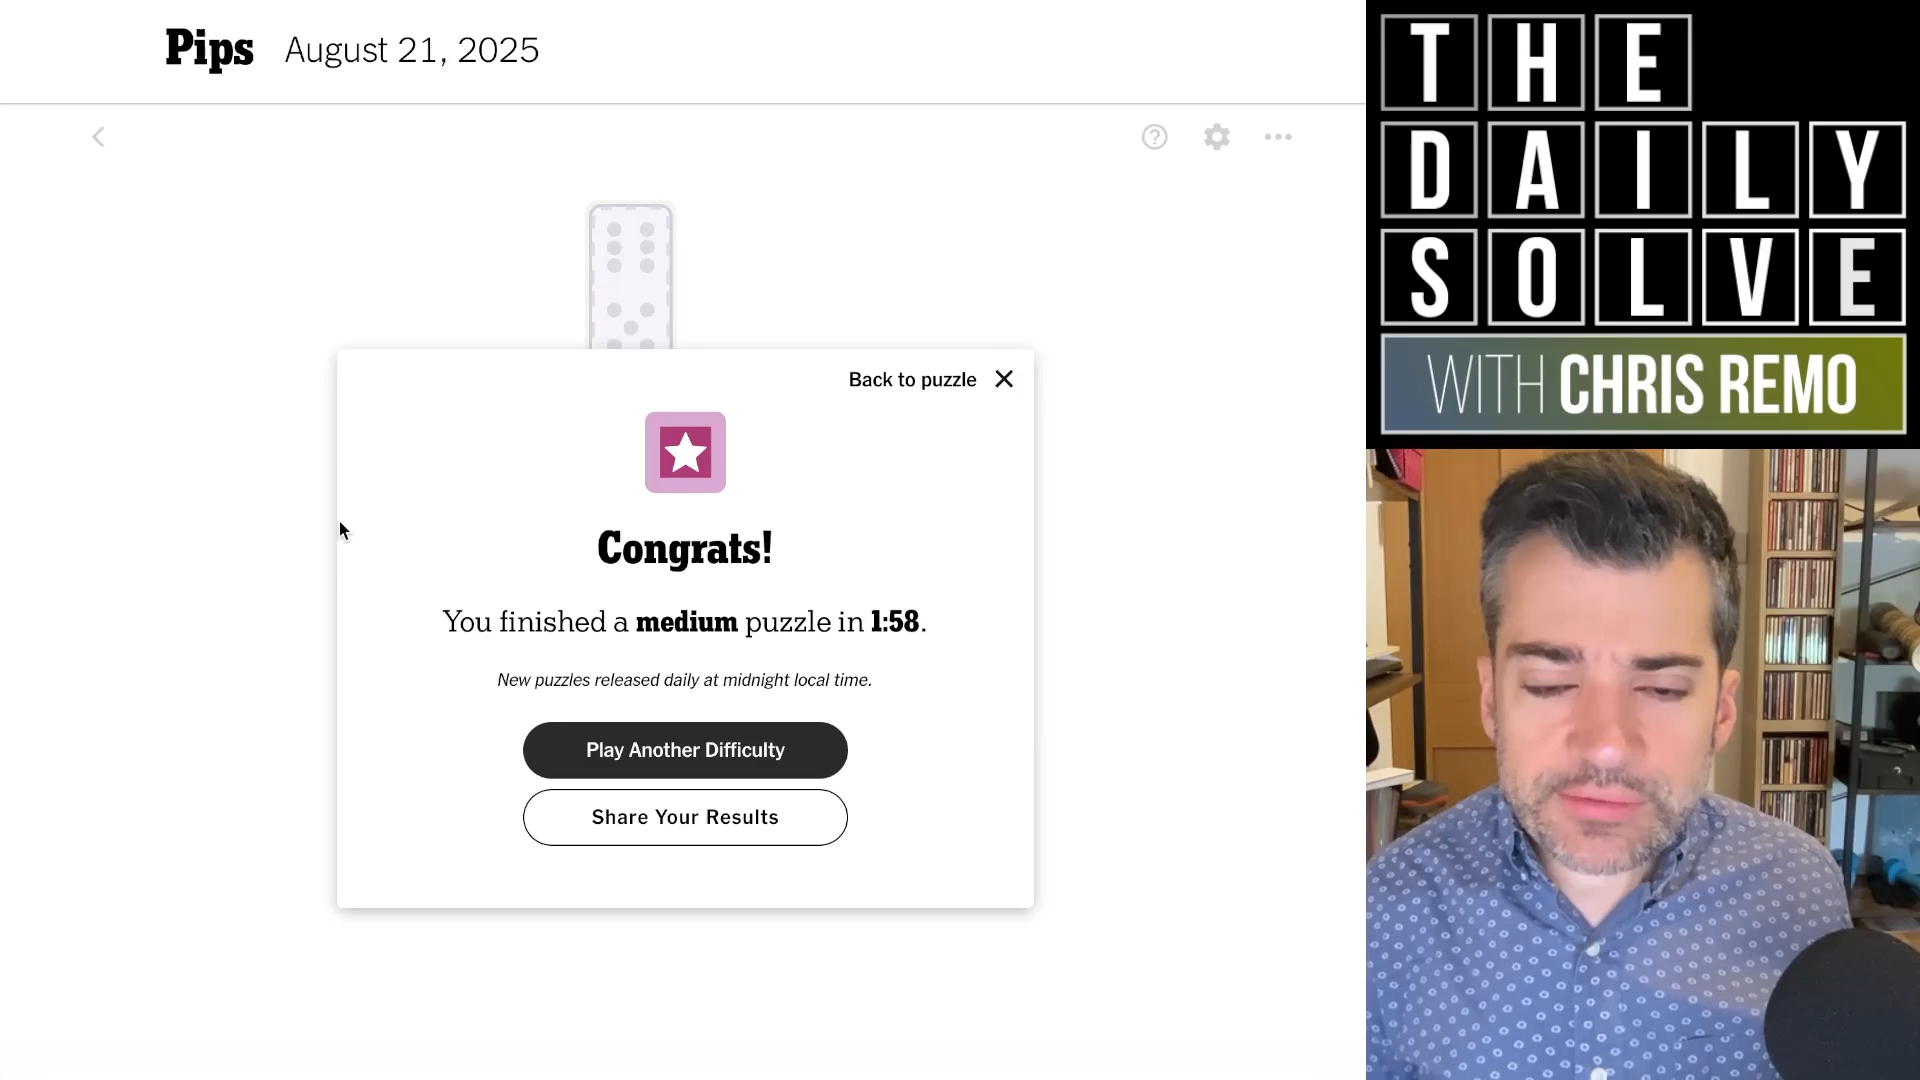 Pips August 21, 2025
Back to puzzle
Congrats!
You finished a medium puzzle in 1:58.
New puzzles released daily at midnight local time.
Play Another Difficulty
Share Your Results
THE
DAILY
SOLVE
WITH CHRIS REMO